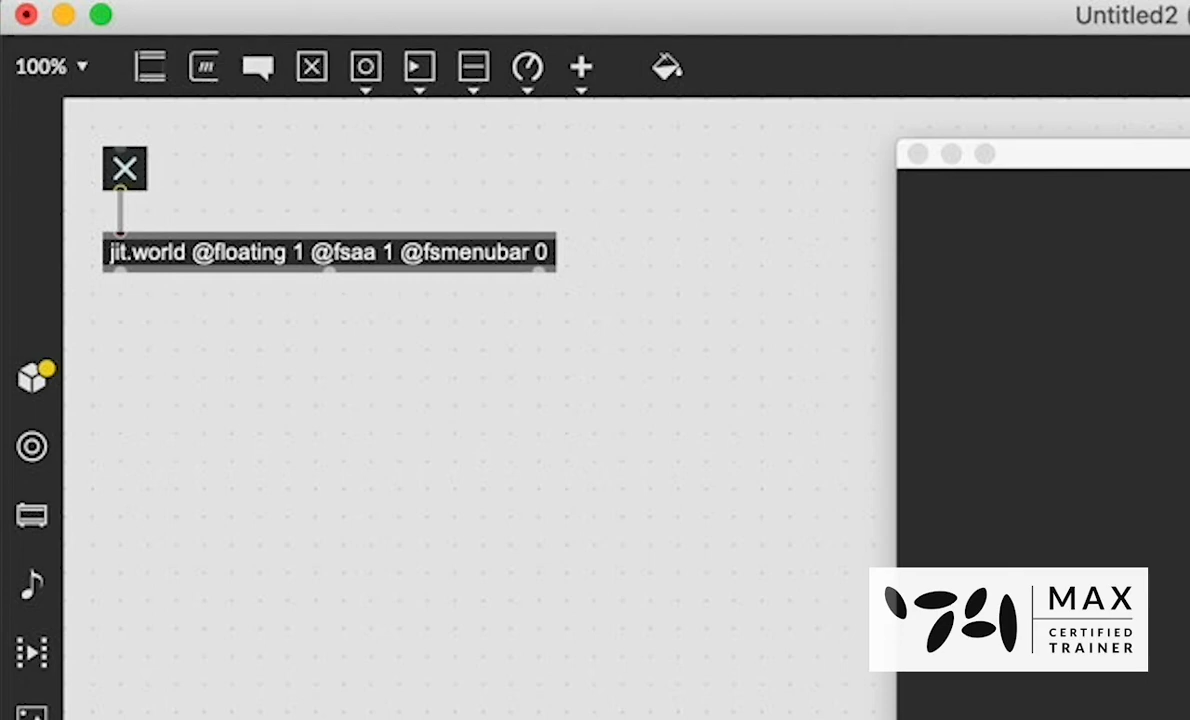 Untitled2
100%
jit.world @floating 1 @fsaa 1 @fsmenubar 0
MAX
CERTIFIED
TRAINER